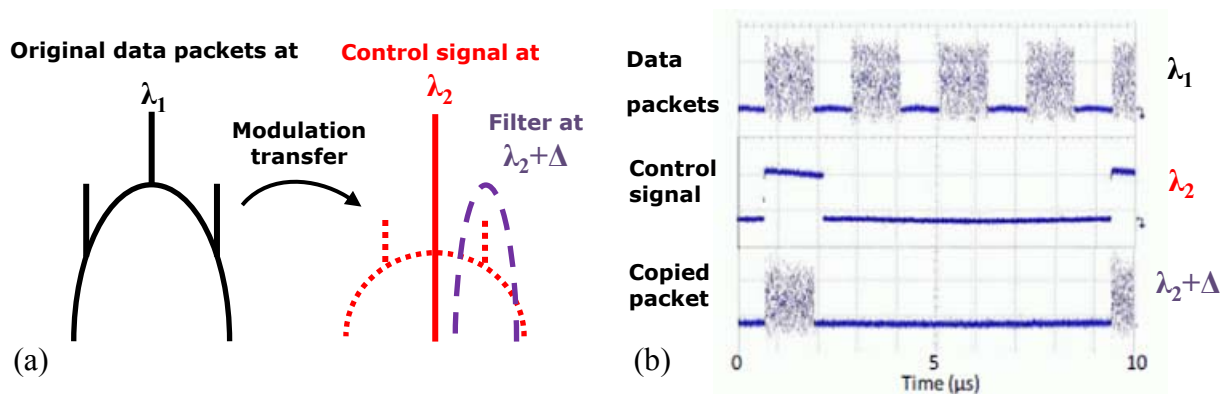 Original data packets at
λ₁
Control signal at
λ₂
Modulation
transfer
Filter at
λ₂+Δ
(a)
Data
packets
λ₁
Control
signal
λ₂
Copied
packet
λ₂+Δ
0 5 10
Time (μs)
(b)